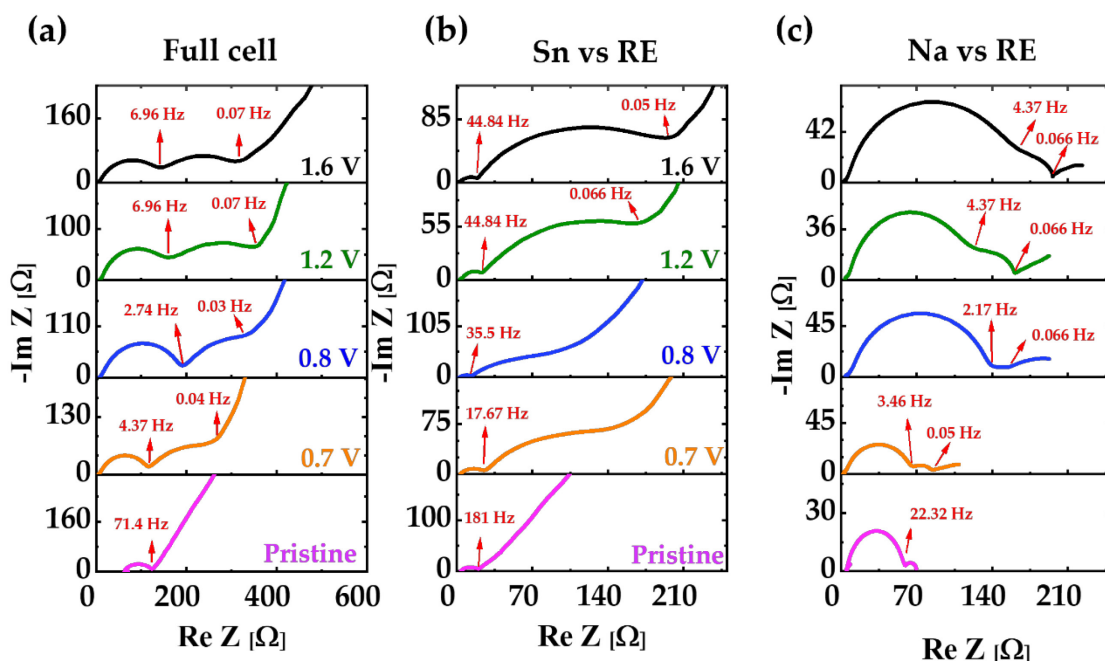 (a)
Full cell
160
0
6.96 Hz
0.07 Hz
1.6 V
100
0
6.96 Hz
0.07 Hz
1.2 V
110
0
2.74 Hz
0.03 Hz
0.8 V
130
0
4.37 Hz
0.04 Hz
0.7 V
160
0
71.4 Hz
Pristine
-Im Z [Ω]
0 200 400 600
Re Z [Ω]
(b)
Sn vs RE
85
0
44.84 Hz
0.05 Hz
1.6 V
55
0
44.84 Hz
0.066 Hz
1.2 V
105
0
35.5 Hz
0.8 V
75
0
17.67 Hz
0.7 V
100
0
181 Hz
Pristine
-Im Z [Ω]
0 70 140 210
Re Z [Ω]
(c)
Na vs RE
42
0
4.37 Hz
0.066 Hz
36
0
4.37 Hz
0.066 Hz
45
0
2.17 Hz
0.066 Hz
45
0
3.46 Hz
0.05 Hz
30
0
22.32 Hz
-Im Z [Ω]
0 70 140 210
Re Z [Ω]